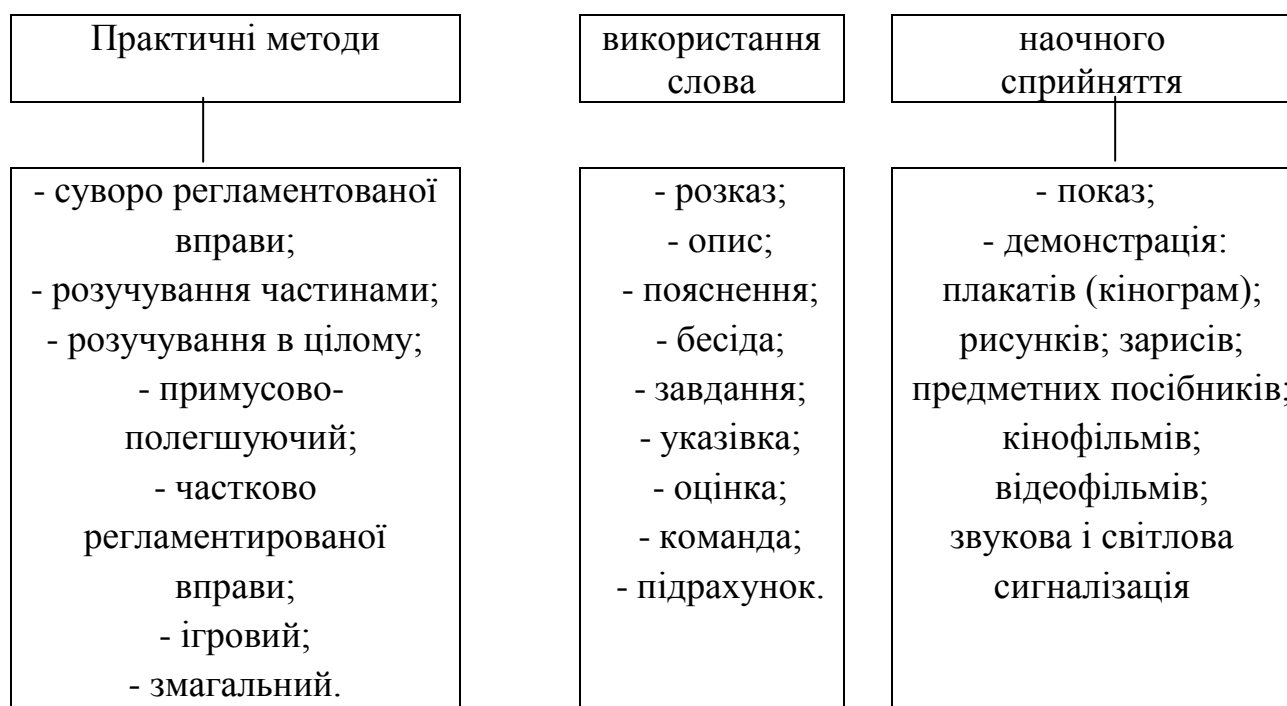 Практичні методи
використання
слова
наочного
сприйняття
- суворо регламентованої
вправи;
- розучування частинами;
- розучування в цілому;
- примусово-
полегшуючий;
- частково
регламентированої
вправи;
- ігровий;
- змагальний.
- розказ;
- опис;
- пояснення;
- бесіда;
- завдання;
- указівка;
- оцінка;
- команда;
- підрахунок.
- показ;
- демонстрація:
плакатів (кінограм);
рисунків; зарисів;
предметних посібників;
кінофільмів;
відеофільмів;
звукова і світлова
сигналізація